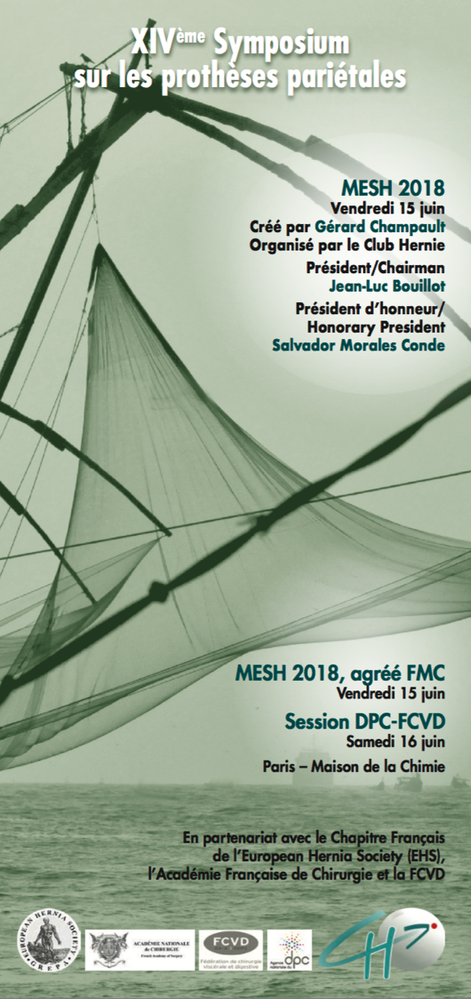 XIVème Symposium
sur les prothèses pariétales
MESH 2018
Vendredi 15 juin
Créé par Gérard Champault
Organisé par le Club Hernie
Président/Chairman
Jean-Luc Bouillot
Président d'honneur/
Honorary President
Salvador Morales Conde
MESH 2018, agréé FMC
Vendredi 15 juin
Session DPC-FCVD
Samedi 16 juin
Paris – Maison de la Chimie
En partenariat avec le Chapitre Français
de l'European Hernia Society (EHS),
l'Académie Française de Chirurgie et la FCVD
EUROPEAN HERNIA SOCIETY
GREPA
ACADÉMIE NATIONALE
de CHIRURGIE
French Academy of Surgery
FCVD
Fédération de chirurgie
viscérale et digestive
Agence
nationale du dpc
CH